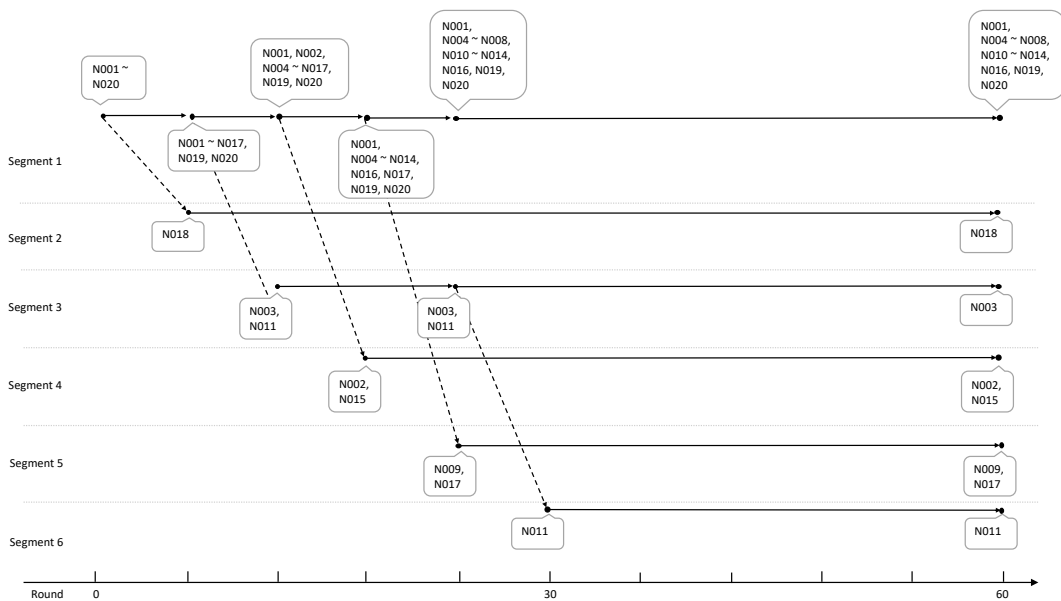 N001 ~
N020
N001, N002,
N004 ~ N017,
N019, N020
N001,
N004 ~ N008,
N010 ~ N014,
N016, N019,
N020
N001,
N004 ~ N008,
N010 ~ N014,
N016, N019,
N020
Segment 1
N001 ~ N017,
N019, N020
N001,
N004 ~ N014,
N016, N017,
N019, N020
Segment 2
N018
N018
Segment 3
N003,
N011
N003,
N011
N003
Segment 4
N002,
N015
N002,
N015
Segment 5
N009,
N017
N009,
N017
Segment 6
N011
N011
Round 0 30 60